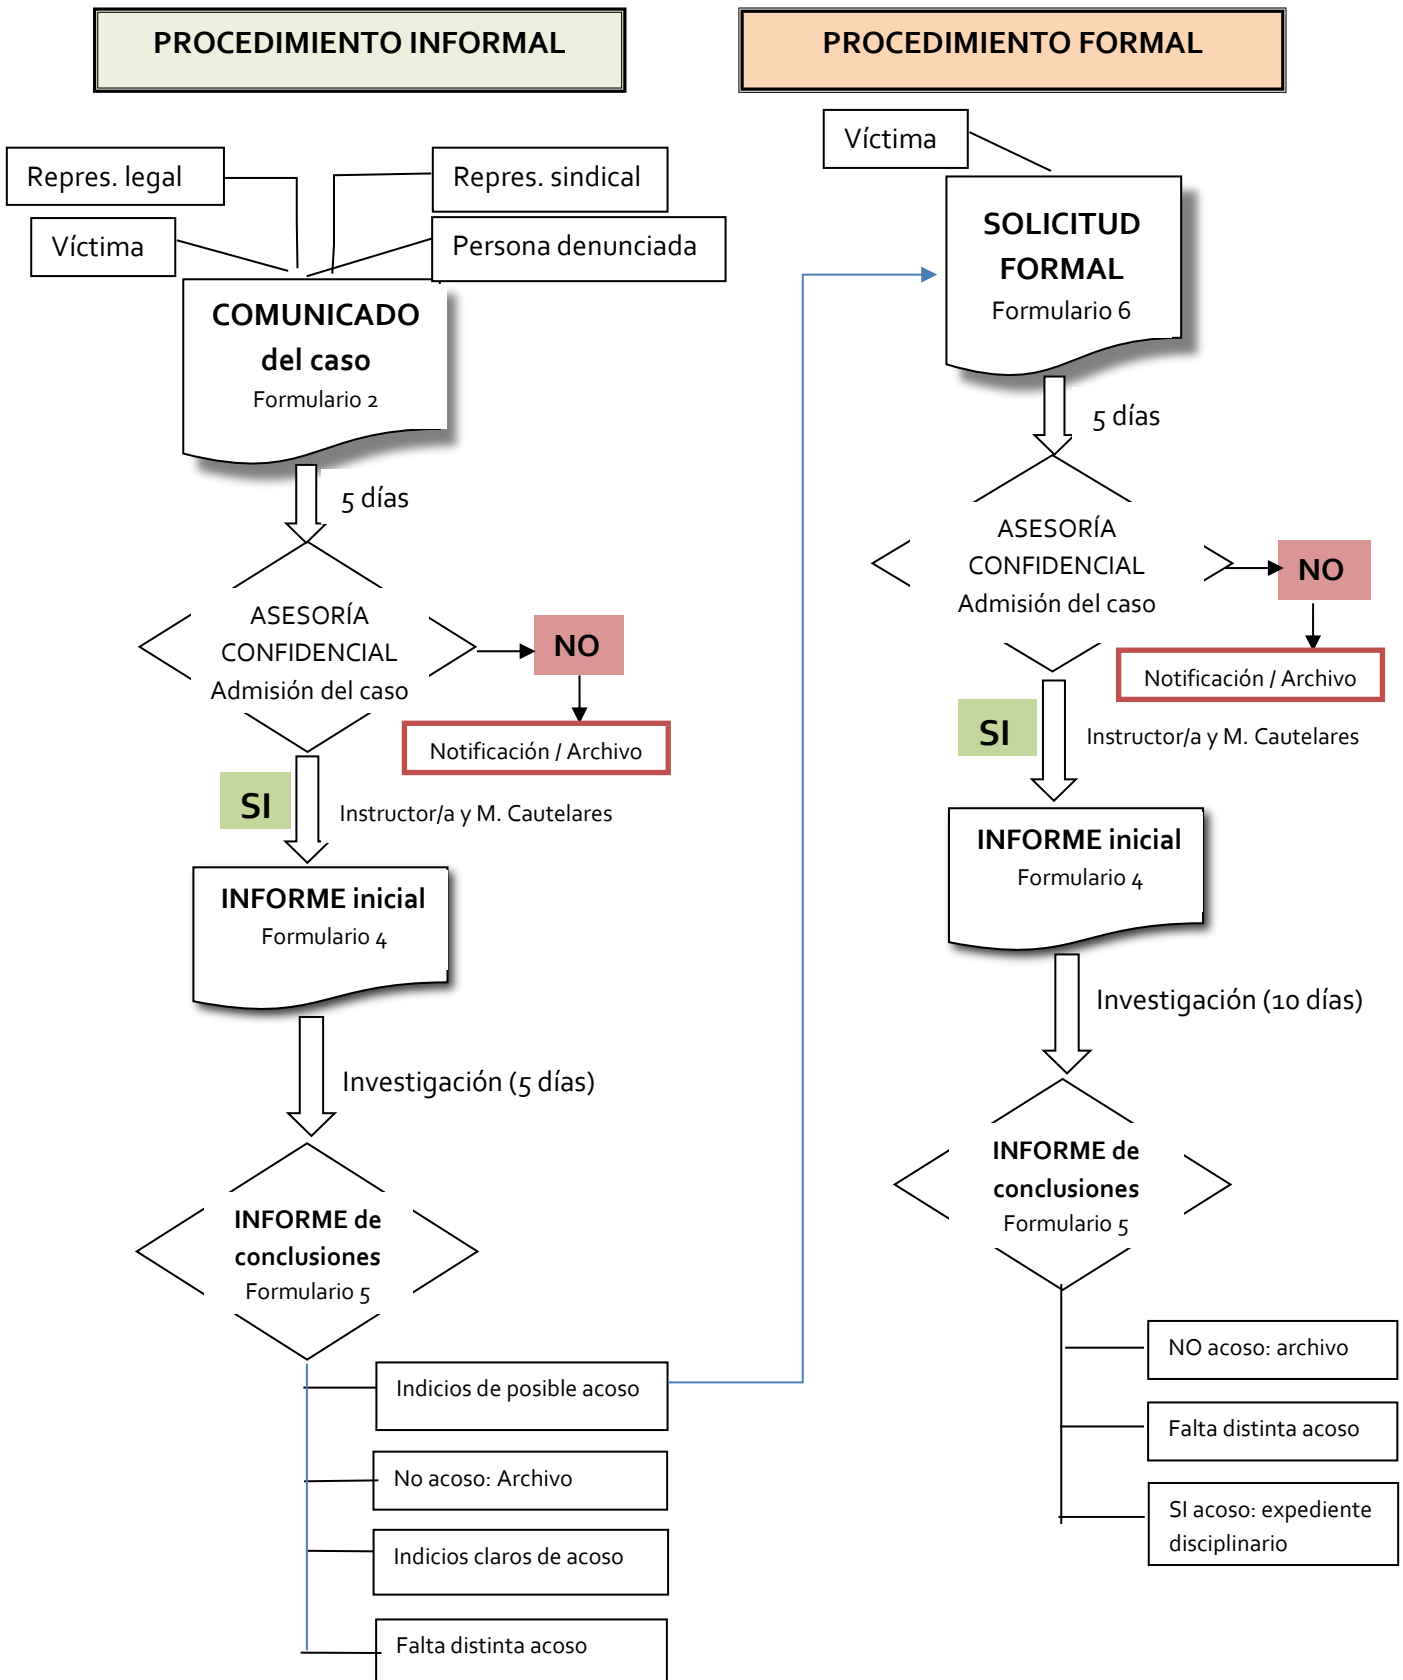 PROCEDIMIENTO INFORMAL
Repres. legal
Repres. sindical
Víctima
Persona denunciada
COMUNICADO
del caso
Formulario 2
5 días
ASESORÍA
CONFIDENCIAL
Admisión del caso
NO
Notificación / Archivo
SI
Instructor/a y M. Cautelares
INFORME inicial
Formulario 4
Investigación (5 días)
INFORME de
conclusiones
Formulario 5
Indicios de posible acoso
No acoso: Archivo
Indicios claros de acoso
Falta distinta acoso
PROCEDIMIENTO FORMAL
Víctima
SOLICITUD
FORMAL
Formulario 6
5 días
ASESORÍA
CONFIDENCIAL
Admisión del caso
NO
Notificación / Archivo
SI
Instructor/a y M. Cautelares
INFORME inicial
Formulario 4
Investigación (10 días)
INFORME de
conclusiones
Formulario 5
NO acoso: archivo
Falta distinta acoso
SI acoso: expediente
disciplinario